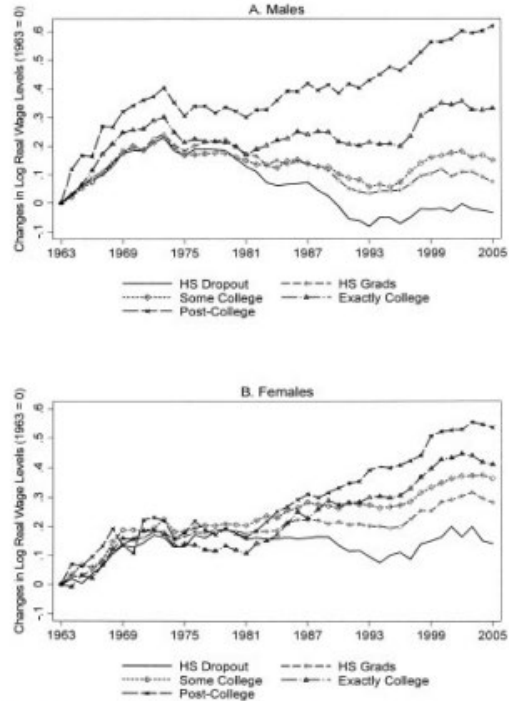 A. Males
Changes in Log Real Wage Levels (1963 = 0)
.6
.5
.4
.3
.2
.1
0
-.1
1963 1969 1975 1981 1987 1993 1999 2005
HS Dropout HS Grads
Some College Exactly College
Post-College
B. Females
Changes in Log Real Wage Levels (1963 = 0)
.6
.5
.4
.3
.2
.1
0
-.1
1963 1969 1975 1981 1987 1993 1999 2005
HS Dropout HS Grads
Some College Exactly College
Post-College